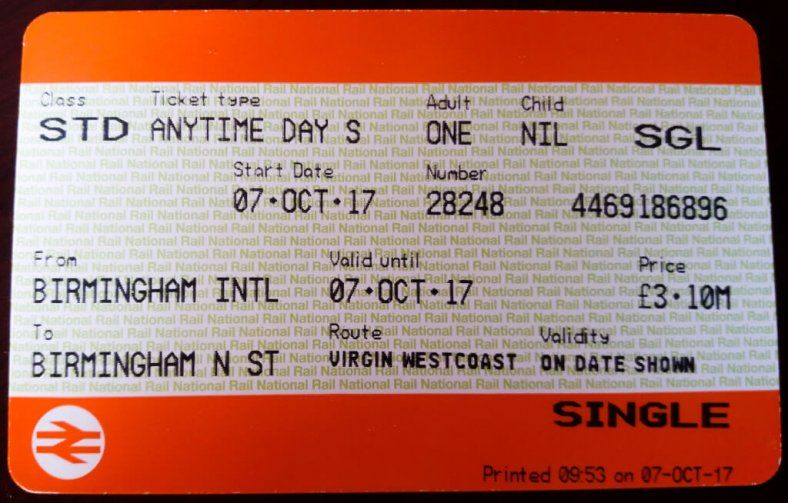 Class Ticket type Adult Child
STD ANYTIME DAY S ONE NIL SGL
Start Date Number
07·OCT·17 28248 4469186896
From Valid until Price
BIRMINGHAM INTL 07·OCT·17 £3·10M
To Route Validity
BIRMINGHAM N ST VIRGIN WESTCOAST ON DATE SHOWN
SINGLE
Printed 09:53 on 07-OCT-17